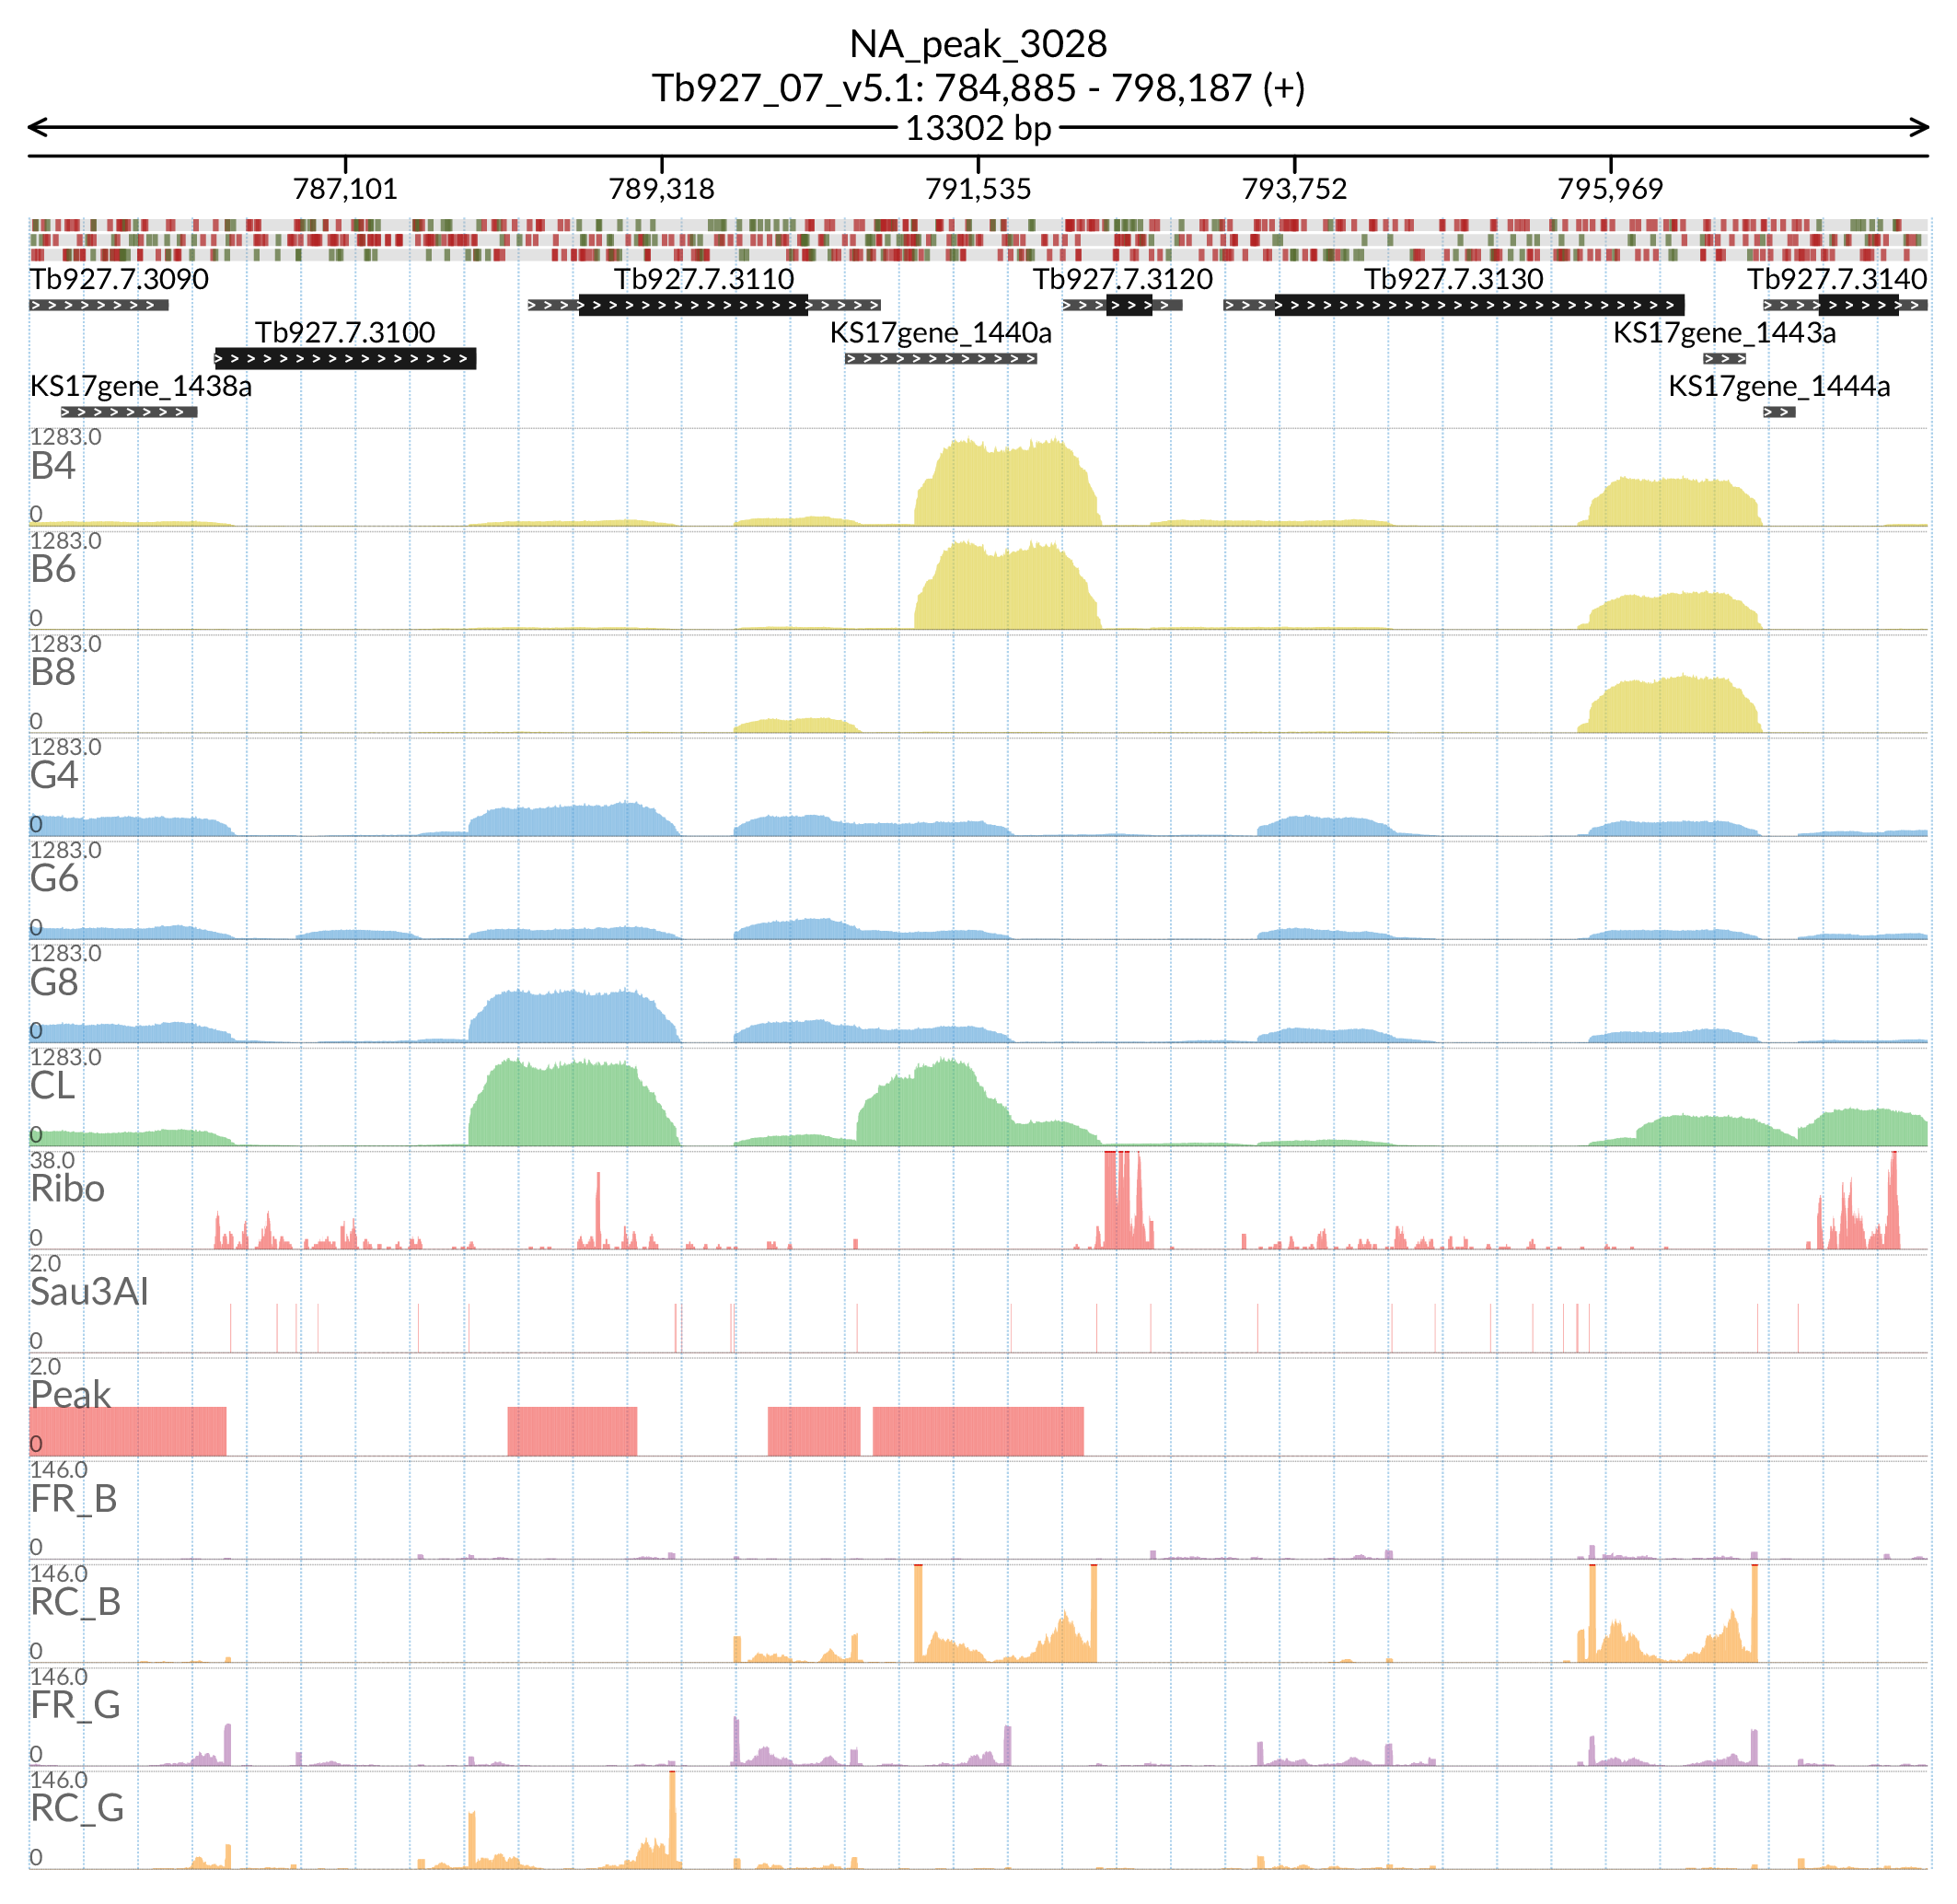 NA_peak_3028
Tb927_07_v5.1: 784,885 - 798,187 (+)
13302 bp
787,101 789,318 791,535 793,752 795,969
Tb927.7.3090 Tb927.7.3110 Tb927.7.3120 Tb927.7.3130 Tb927.7.3140
Tb927.7.3100 KS17gene_1440a KS17gene_1443a
KS17gene_1438a KS17gene_1444a
1283.0
B4
0
1283.0
B6
0
1283.0
B8
0
1283.0
G4
0
1283.0
G6
0
1283.0
G8
0
1283.0
CL
0
38.0
Ribo
0
2.0
Sau3AI
0
2.0
Peak
0
146.0
FR_B
0
146.0
RC_B
0
146.0
FR_G
0
146.0
RC_G
0